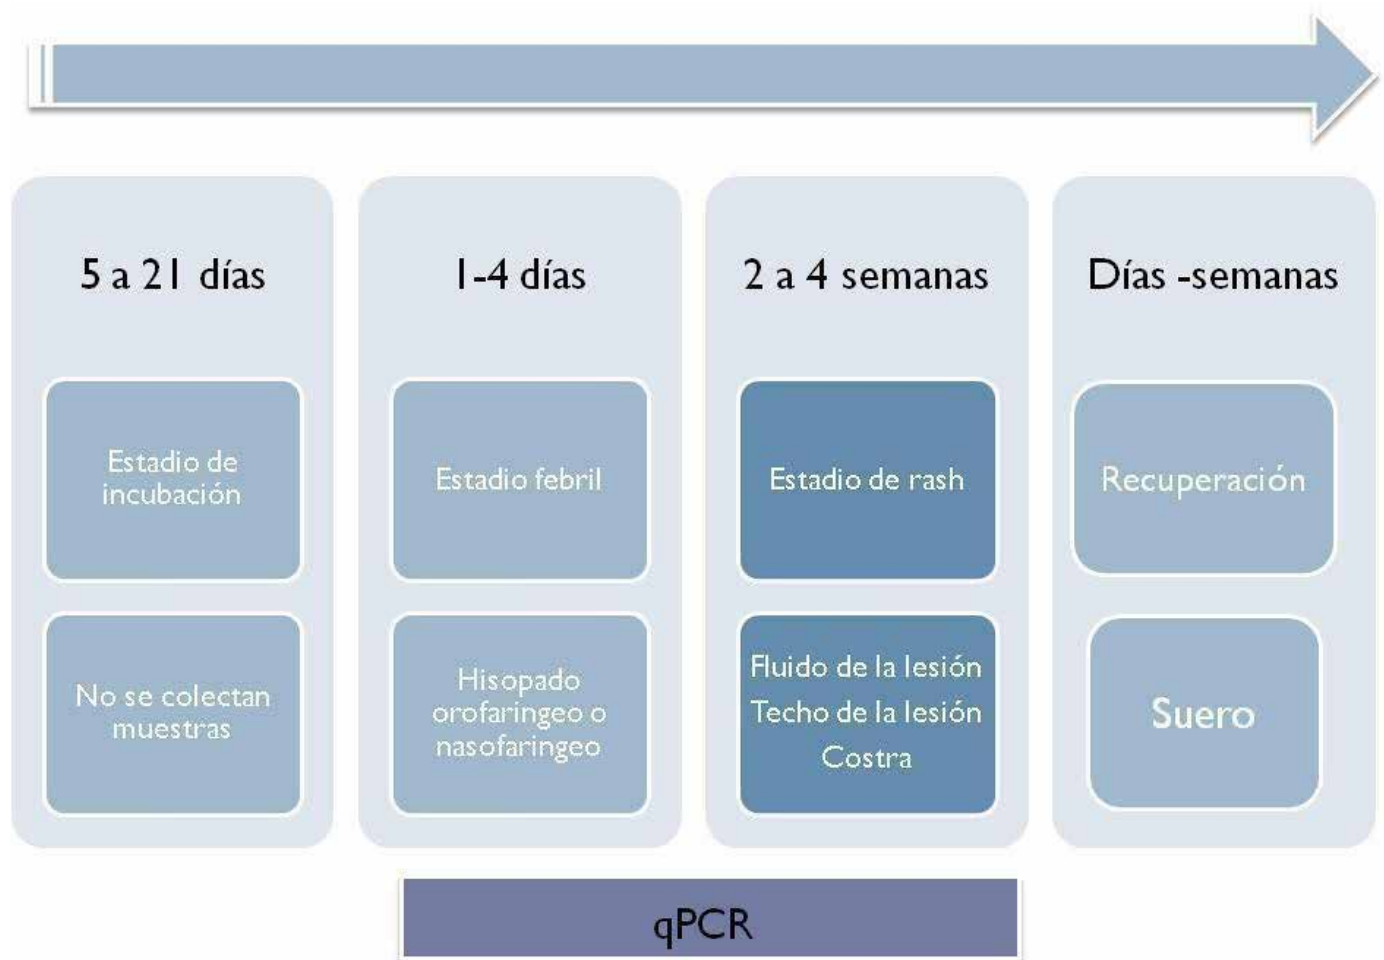 5 a 21 días
1-4 días
2 a 4 semanas
Días -semanas
Estadio de
incubación
Estadio febril
Estadio de rash
Recuperación
No se colectan
muestras
Hisopado
orofaringeo o
nasofaringeo
Fluido de la lesión
Techo de la lesión
Costra
Suero
qPCR